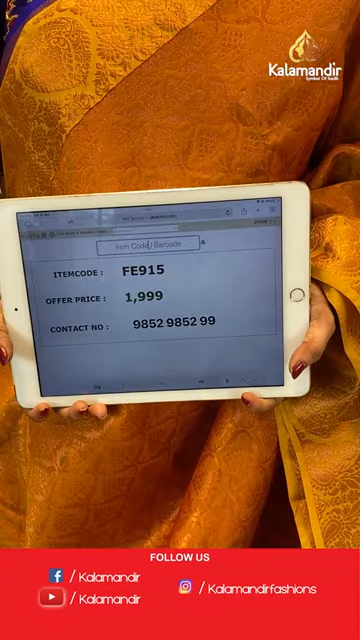 Kalamandir
Symbol Of South
Item Code / Barcode
ITEMCODE : FE915
OFFER PRICE : 1,999
CONTACT NO : 9852 9852 99
FOLLOW US
/ Kalamandir
/ Kalamandirfashions
/ Kalamandir